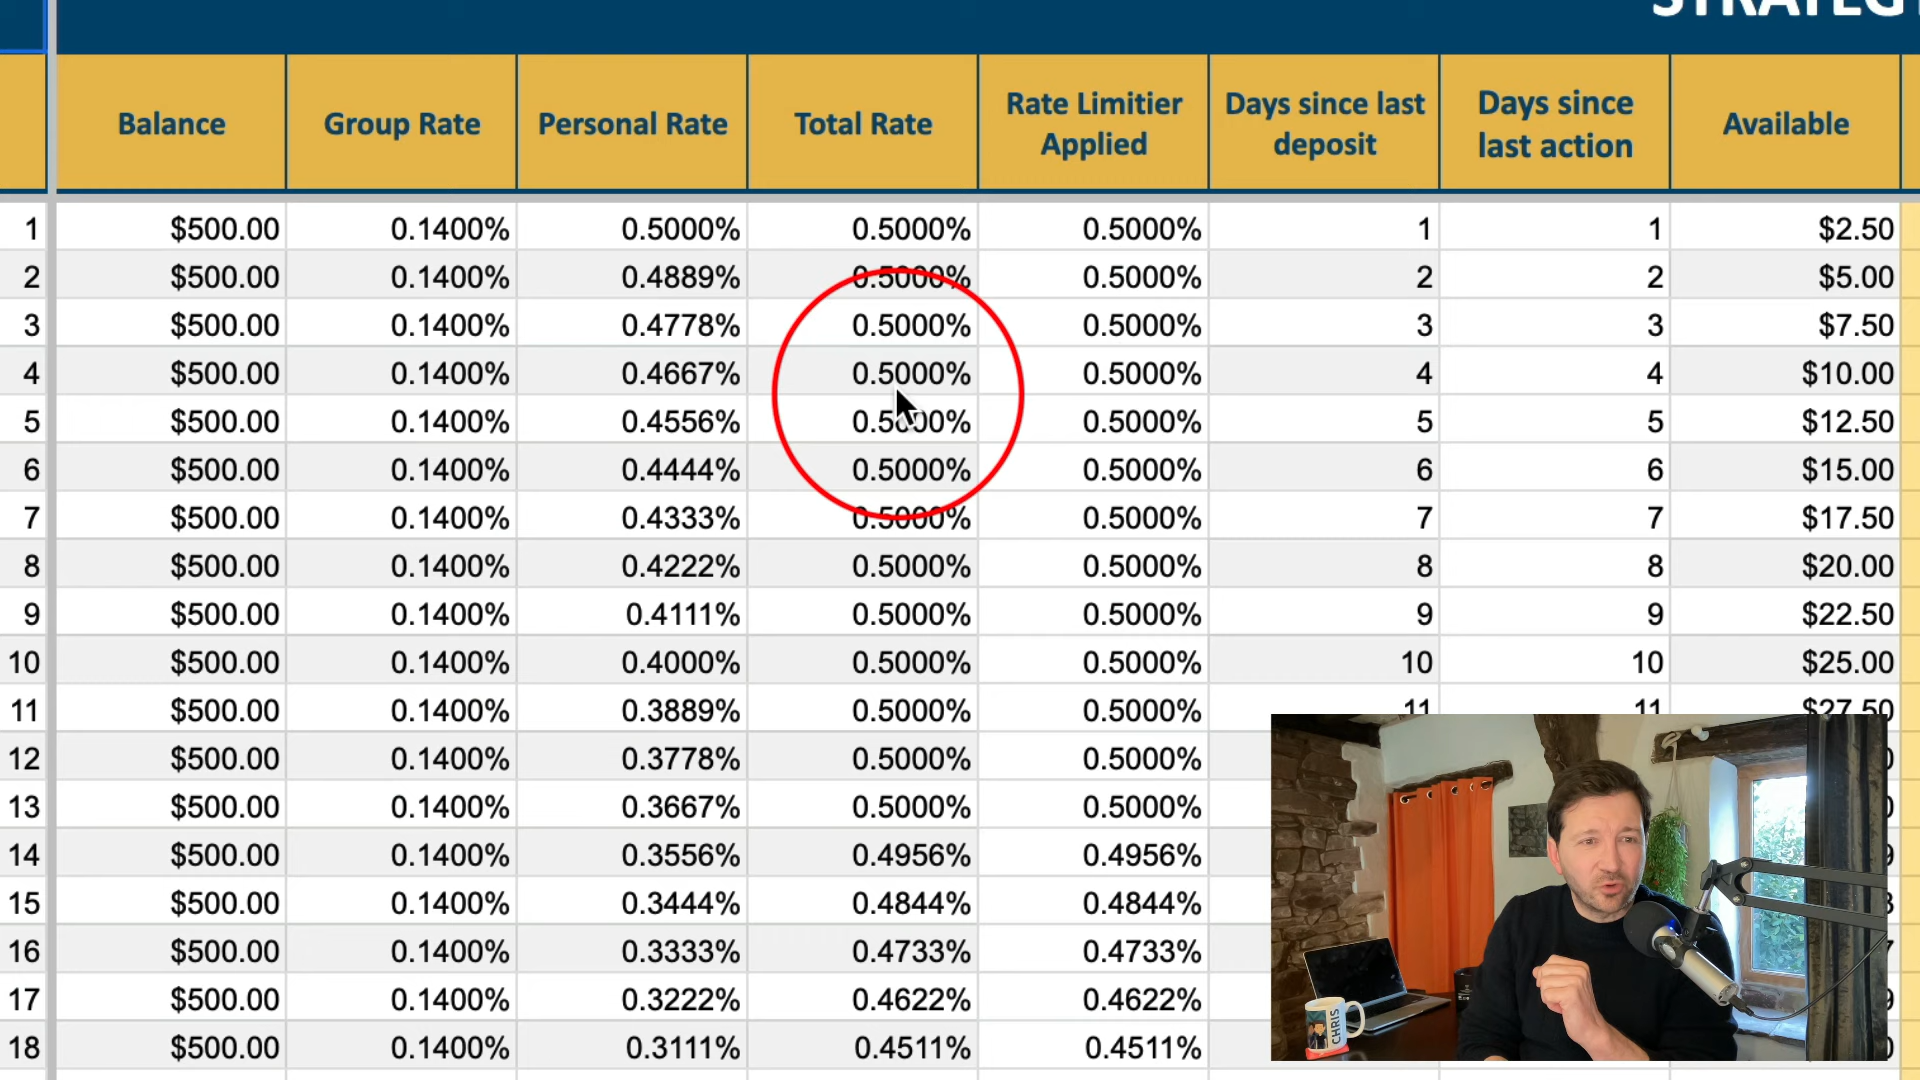 Balance Group Rate Personal Rate Total Rate Rate Limitier Applied Days since last deposit Days since last action Available
1 $500.00 0.1400% 0.5000% 0.5000% 0.5000% 1 1 $2.50
2 $500.00 0.1400% 0.4889% 0.5000% 0.5000% 2 2 $5.00
3 $500.00 0.1400% 0.4778% 0.5000% 0.5000% 3 3 $7.50
4 $500.00 0.1400% 0.4667% 0.5000% 0.5000% 4 4 $10.00
5 $500.00 0.1400% 0.4556% 0.5000% 0.5000% 5 5 $12.50
6 $500.00 0.1400% 0.4444% 0.5000% 0.5000% 6 6 $15.00
7 $500.00 0.1400% 0.4333% 0.5000% 0.5000% 7 7 $17.50
8 $500.00 0.1400% 0.4222% 0.5000% 0.5000% 8 8 $20.00
9 $500.00 0.1400% 0.4111% 0.5000% 0.5000% 9 9 $22.50
10 $500.00 0.1400% 0.4000% 0.5000% 0.5000% 10 10 $25.00
11 $500.00 0.1400% 0.3889% 0.5000% 0.5000% 11 11 $27.50
12 $500.00 0.1400% 0.3778% 0.5000% 0.5000%
13 $500.00 0.1400% 0.3667% 0.5000% 0.5000%
14 $500.00 0.1400% 0.3556% 0.4956% 0.4956%
15 $500.00 0.1400% 0.3444% 0.4844% 0.4844%
16 $500.00 0.1400% 0.3333% 0.4733% 0.4733%
17 $500.00 0.1400% 0.3222% 0.4622% 0.4622%
18 $500.00 0.1400% 0.3111% 0.4511% 0.4511%
CHRIS